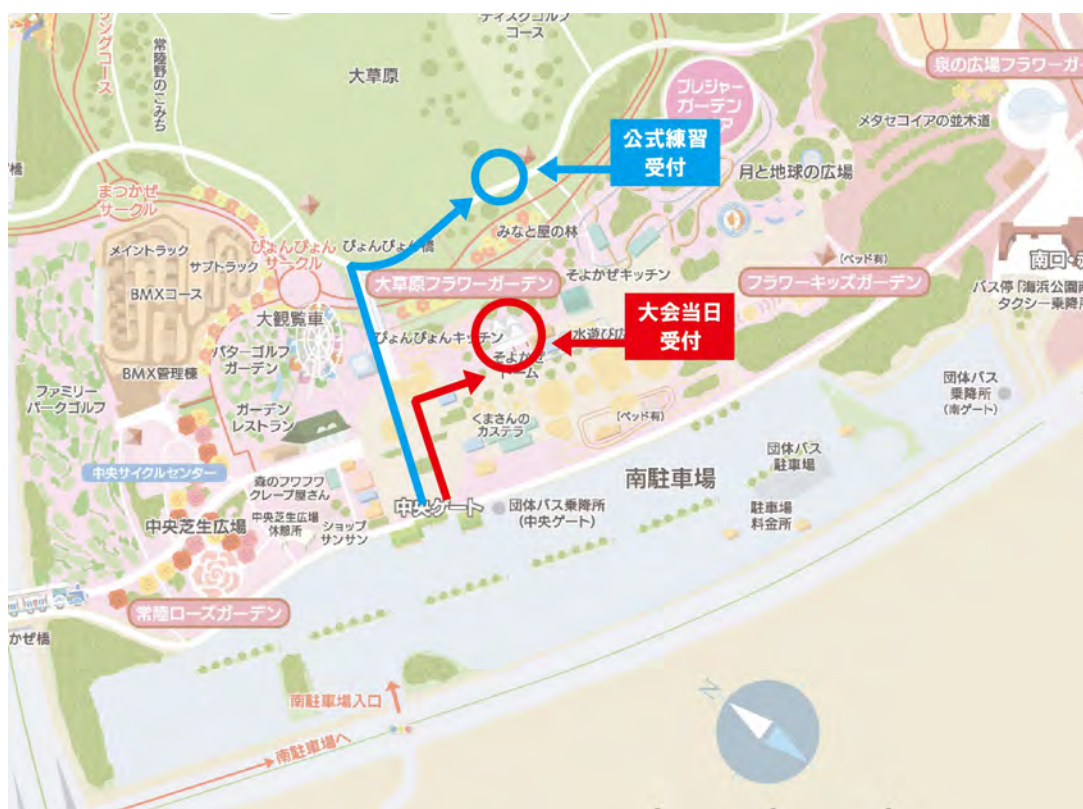 ディスクゴルフ
コース
常陸野のこみち
大草原
プレジャー
ガーデン
泉の広場フラワーガー
メタセコイアの並木道
公式練習
受付
月と地球の広場
まつかぜ
サークル
メイントラック
サブトラック
BMXコース
BMX管理棟
ぴょんぴょん
サークル
ぴょんぴょん橋
みなと屋の林
そよかぜキッチン
大草原フラワーガーデン
フラワーキッズガーデン
(ベッド有)
南口・
バス停「海浜公園南
タクシー乗降
大観覧車
ぴょんぴょんキッチン
水遊び広
大会当日
受付
そよかぜ
ドーム
パターゴルフ
ガーデン
ファミリー
パークゴルフ
ガーデン
レストラン
くまさんの
カステラ
(ベッド有)
団体バス
乗降所
(南ゲート)
団体バス
駐車場
南駐車場
中央サイクルセンター
森のフワフワ
クレープ屋さん
中央ゲート
団体バス乗降所
(中央ゲート)
駐車場
料金所
中央芝生広場
中央芝生広場
休憩所
ショップ
サンサン
常陸ローズガーデン
かぜ橋
南駐車場入口
南駐車場へ
N